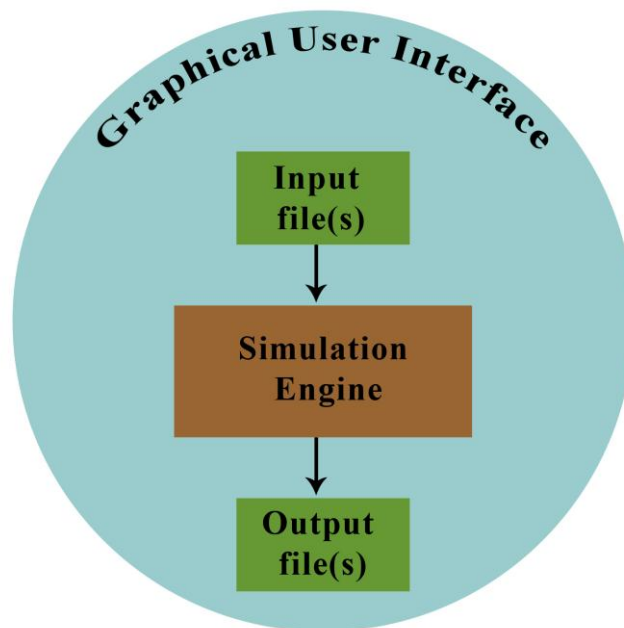 Graphical User Interface
Input
file(s)
Simulation
Engine
Output
file(s)